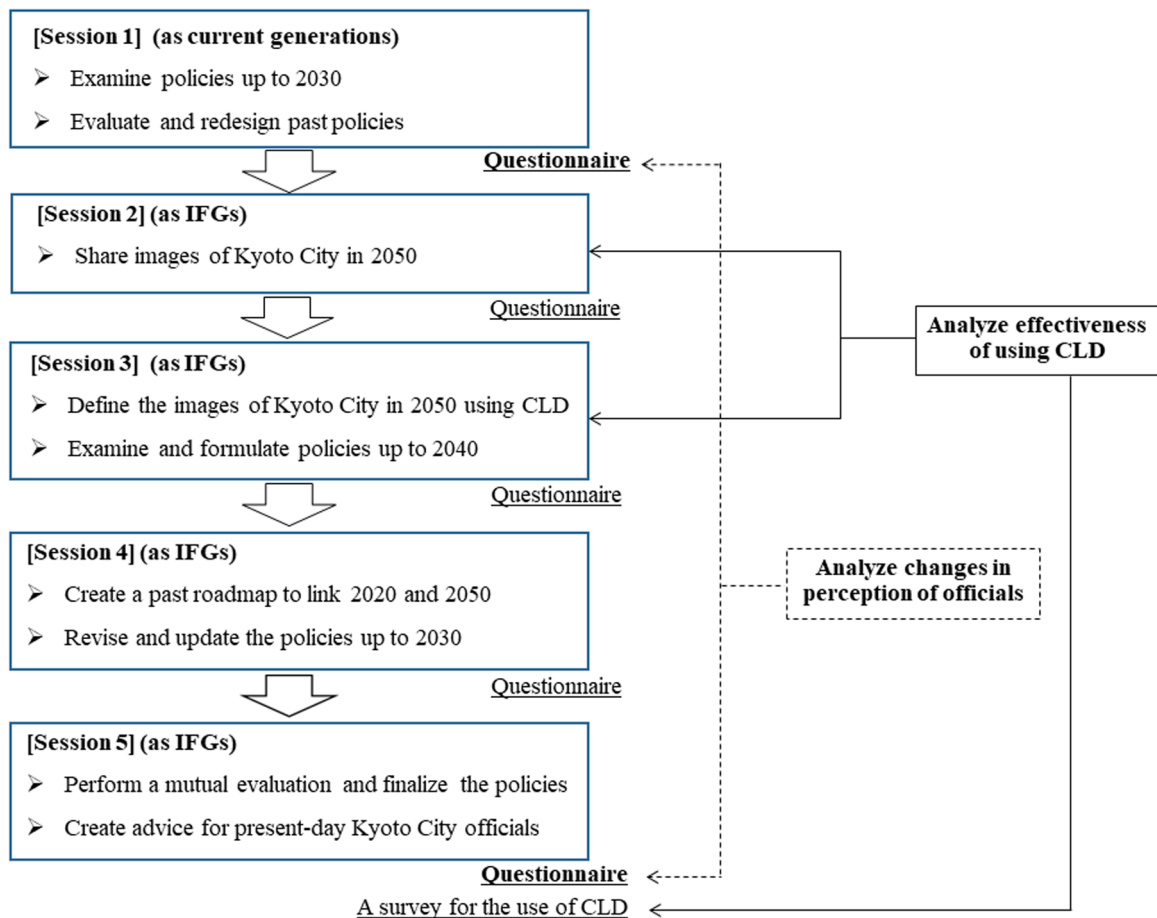 [Session 1] (as current generations)
➢ Examine policies up to 2030
➢ Evaluate and redesign past policies
Questionnaire
[Session 2] (as IFGs)
➢ Share images of Kyoto City in 2050
Questionnaire
[Session 3] (as IFGs)
➢ Define the images of Kyoto City in 2050 using CLD
➢ Examine and formulate policies up to 2040
Questionnaire
[Session 4] (as IFGs)
➢ Create a past roadmap to link 2020 and 2050
➢ Revise and update the policies up to 2030
Questionnaire
[Session 5] (as IFGs)
➢ Perform a mutual evaluation and finalize the policies
➢ Create advice for present-day Kyoto City officials
Questionnaire
A survey for the use of CLD
Analyze effectiveness
of using CLD
Analyze changes in
perception of officials